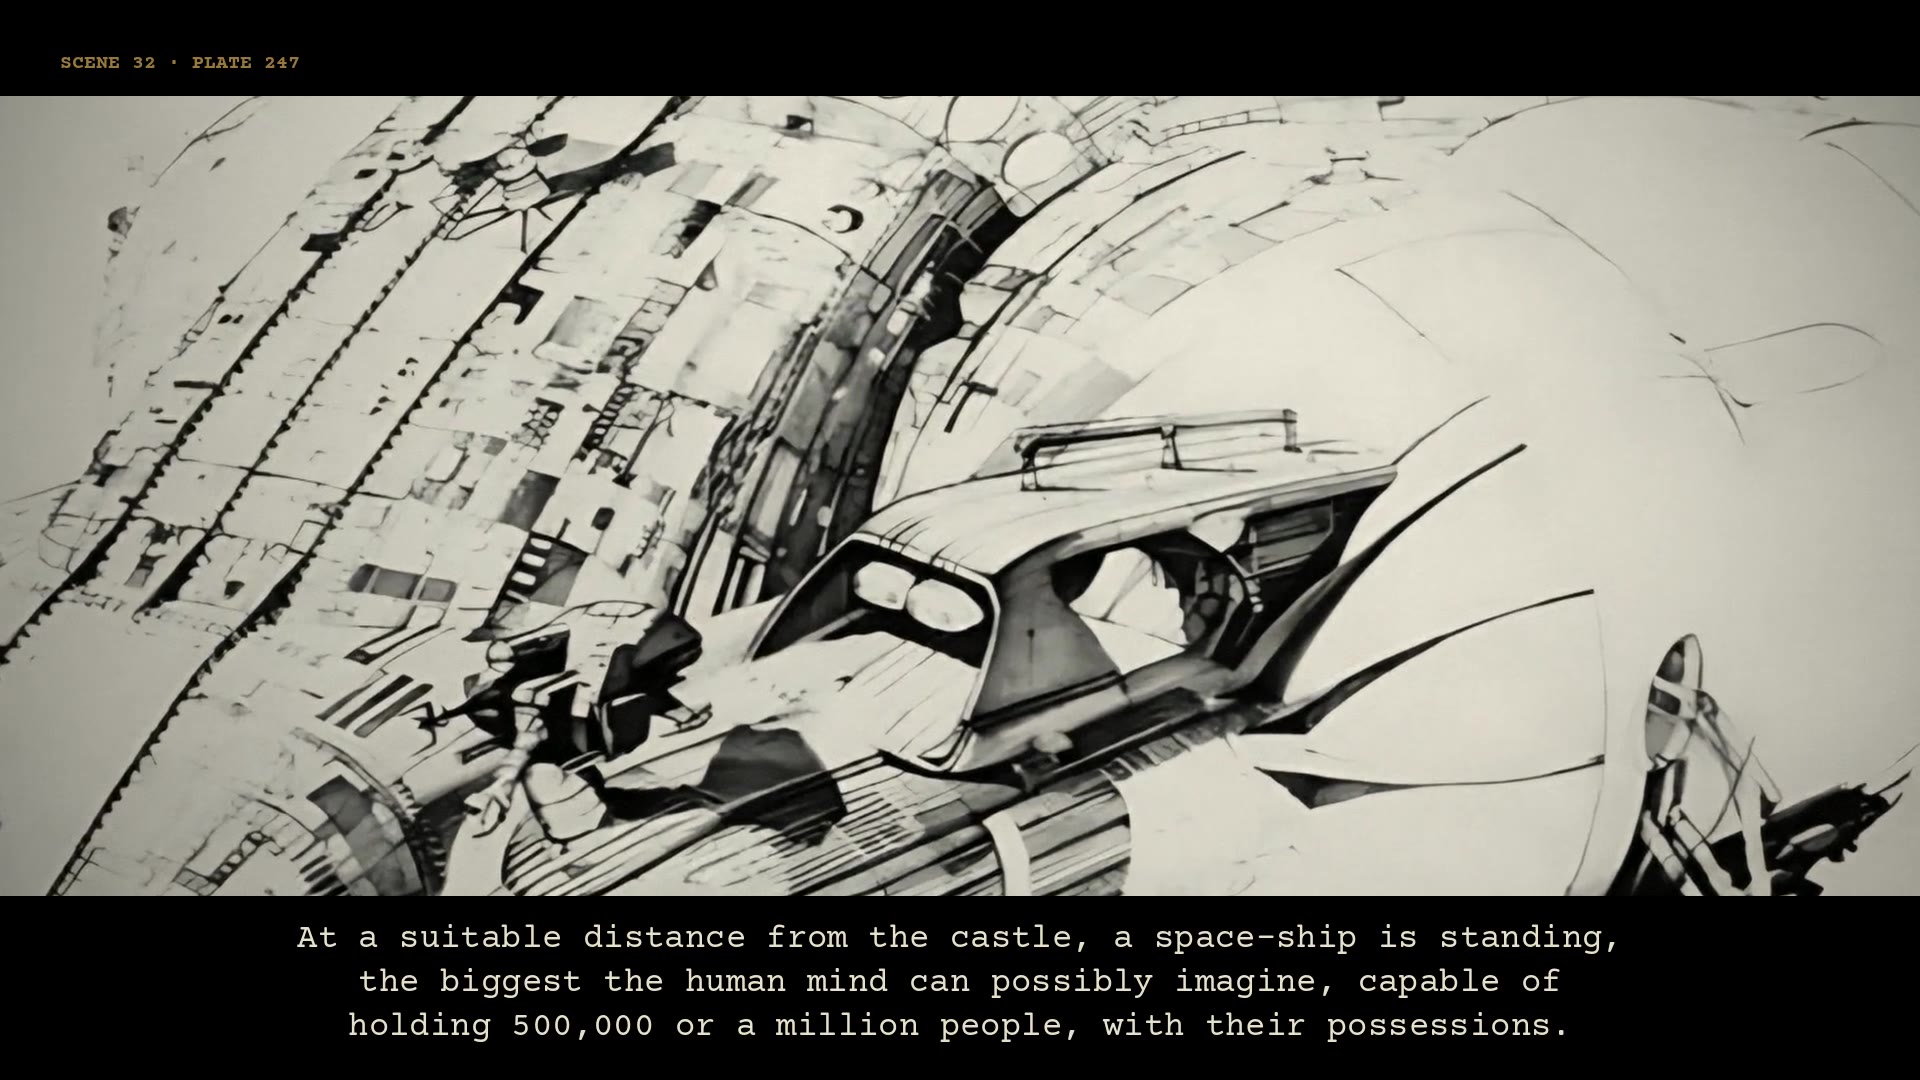 SCENE 32 · PLATE 247
At a suitable distance from the castle, a space-ship is standing,
the biggest the human mind can possibly imagine, capable of
holding 500,000 or a million people, with their possessions.